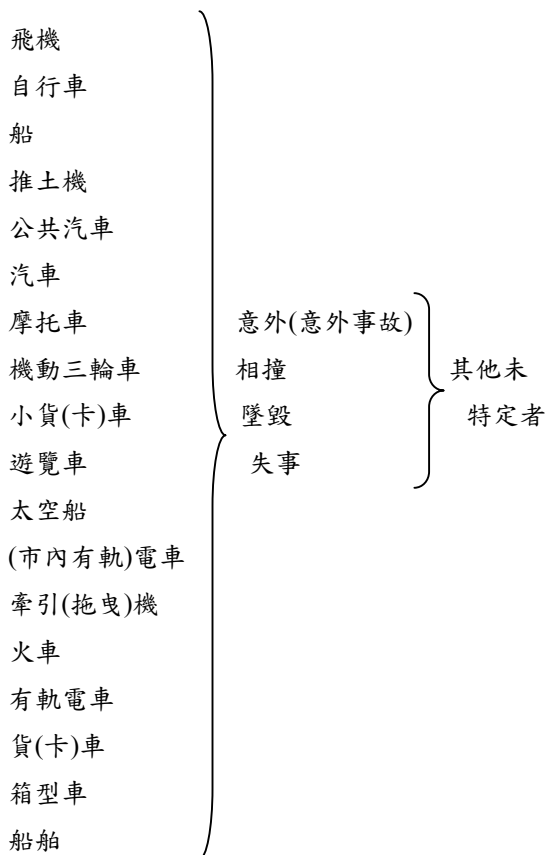 飛機
自行車
船
推土機
公共汽車
汽車
摩托車
機動三輪車
小貨(卡)車
遊覽車
太空船
(市內有軌)電車
牽引(拖曳)機
火車
有軌電車
貨(卡)車
箱型車
船舶
意外(意外事故)
相撞
墜毀
失事
其他未
特定者